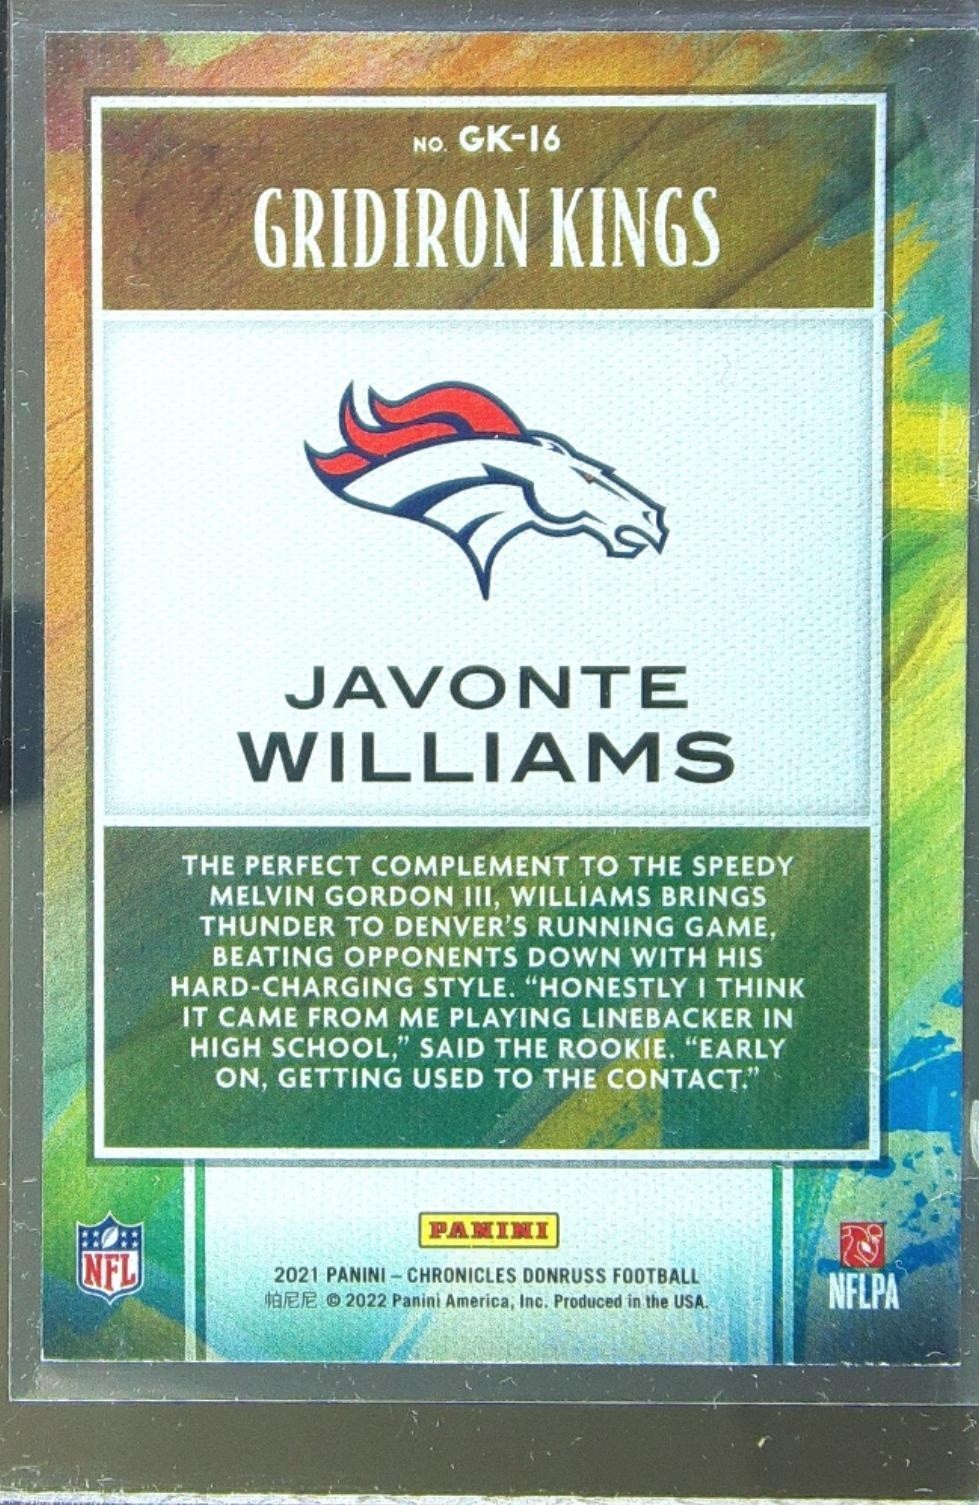 NO. GK-16
GRIDIRON KINGS
JAVONTE
WILLIAMS
THE PERFECT COMPLEMENT TO THE SPEEDY
MELVIN GORDON III, WILLIAMS BRINGS
THUNDER TO DENVER'S RUNNING GAME,
BEATING OPPONENTS DOWN WITH HIS
HARD-CHARGING STYLE. “HONESTLY I THINK
IT CAME FROM ME PLAYING LINEBACKER IN
HIGH SCHOOL,” SAID THE ROOKIE. “EARLY
ON, GETTING USED TO THE CONTACT.”
NFL
PANINI
2021 PANINI – CHRONICLES DONRUSS FOOTBALL
帕尼尼 © 2022 Panini America, Inc. Produced in the USA.
NFLPA